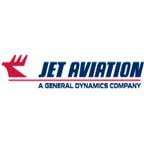 JET AVIATION
A GENERAL DYNAMICS COMPANY